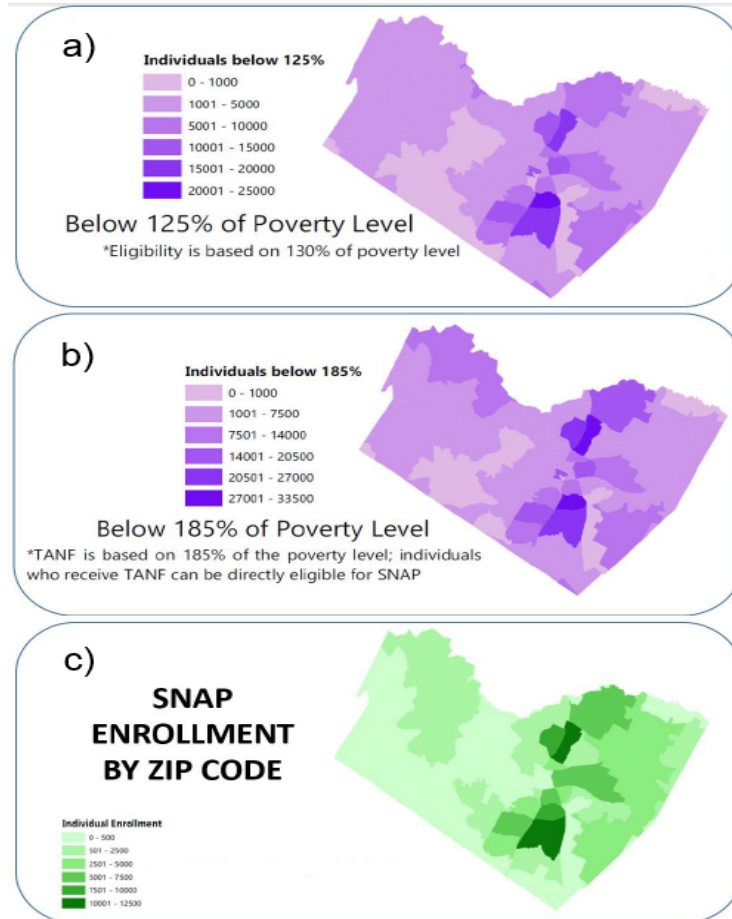 a)
Individuals below 125%
0 - 1000
1001 - 5000
5001 - 10000
10001 - 15000
15001 - 20000
20001 - 25000
Below 125% of Poverty Level
*Eligibility is based on 130% of poverty level
b)
Individuals below 185%
0 - 1000
1001 - 7500
7501 - 14000
14001 - 20500
20501 - 27000
27001 - 33500
Below 185% of Poverty Level
*TANF is based on 185% of the poverty level; individuals
who receive TANF can be directly eligible for SNAP
c)
SNAP
ENROLLMENT
BY ZIP CODE
Individual Enrollment
0 - 500
501 - 2500
2501 - 5000
5001 - 7500
7501 - 10000
10001 - 12500